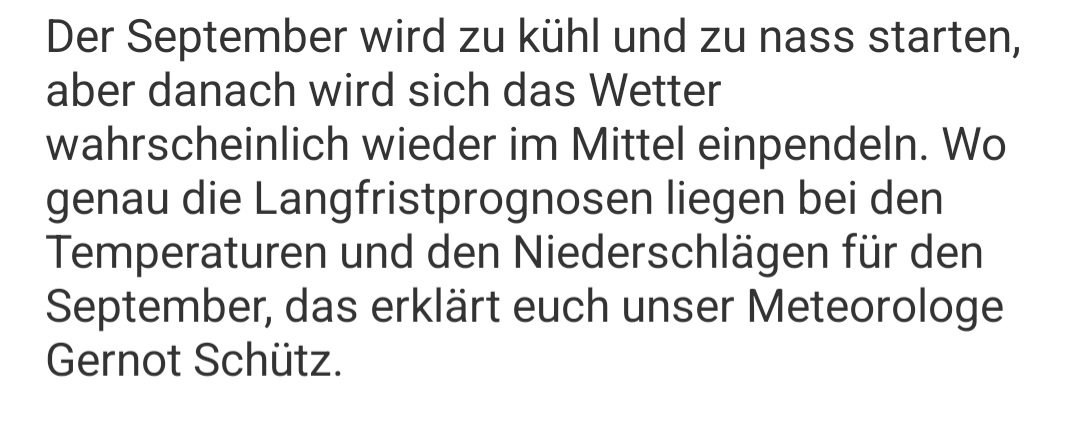 Der September wird zu kühl und zu nass starten,
aber danach wird sich das Wetter
wahrscheinlich wieder im Mittel einpendeln. Wo
genau die Langfristprognosen liegen bei den
Temperaturen und den Niederschlägen für den
September, das erklärt euch unser Meteorologe
Gernot Schütz.